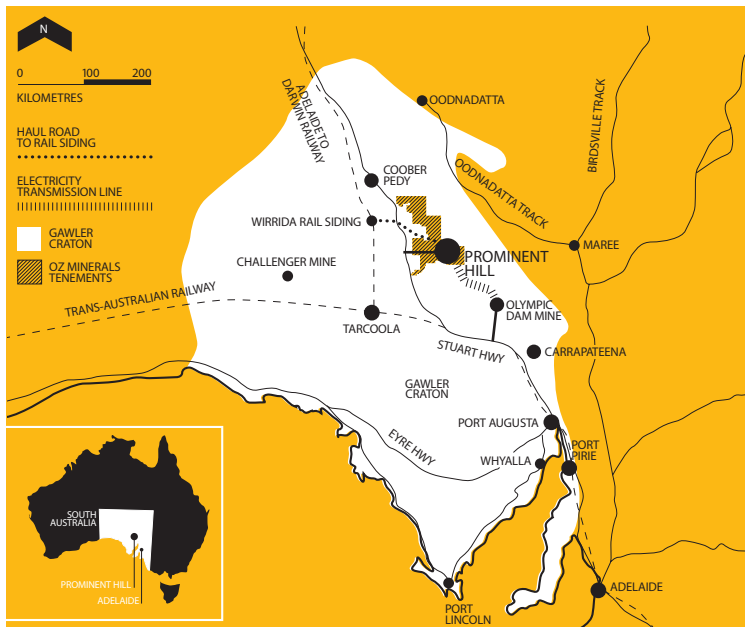 N
0 100 200
KILOMETRES
HAUL ROAD
TO RAIL SIDING
ELECTRICITY
TRANSMISSION LINE
GAWLER
CRATON
OZ MINERALS
TENEMENTS
ADELAIDE TO
DARWIN RAILWAY
OODNADATTA
BIRDSVILLE TRACK
COOBER
PEDY
OODNADATTA TRACK
WIRRIDA RAIL SIDING
MAREE
PROMINENT
HILL
CHALLENGER MINE
TRANS-AUSTRALIAN RAILWAY
OLYMPIC
DAM MINE
TARCOOLA
STUART HWY
CARRAPATEENA
GAWLER
CRATON
PORT AUGUSTA
EYRE HWY
WHYALLA
PORT
PIRIE
SOUTH
AUSTRALIA
PROMINENT HILL
ADELAIDE
ADELAIDE
PORT
LINCOLN